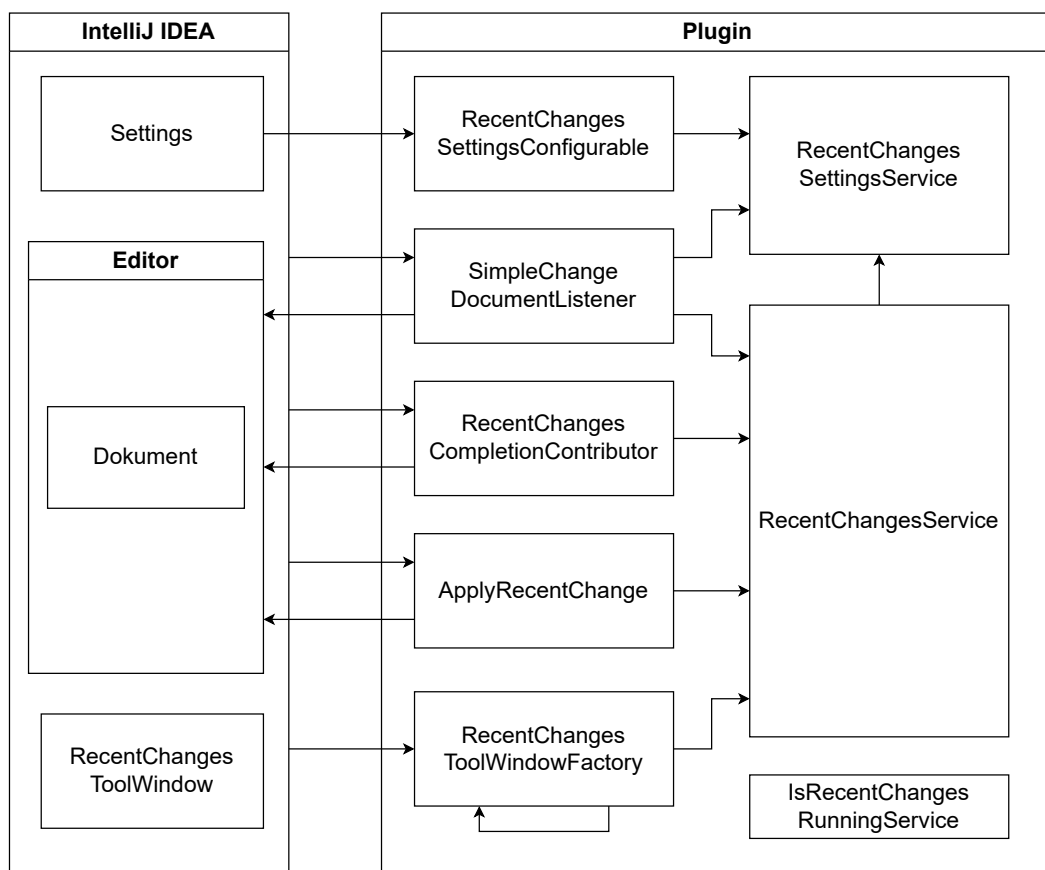 IntelliJ IDEA
Plugin
Settings
RecentChanges
SettingsConfigurable
RecentChanges
SettingsService
Editor
SimpleChange
DocumentListener
Dokument
RecentChanges
CompletionContributor
RecentChangesService
ApplyRecentChange
RecentChanges
ToolWindow
RecentChanges
ToolWindowFactory
IsRecentChanges
RunningService